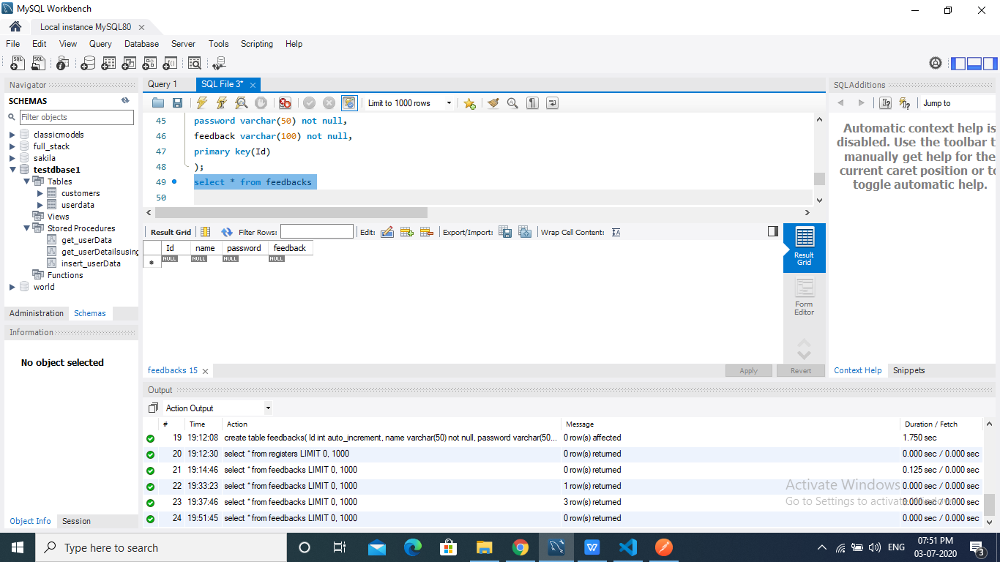 MySQL Workbench
Local instance MySQL80
File Edit View Query Database Server Tools Scripting Help
Navigator
SCHEMAS
Filter objects
classicmodels
full_stack
sakila
testdbase1
Tables
customers
userdata
Views
Stored Procedures
get_userData
get_userDetailsusing
insert_userData
Functions
world
Administration Schemas
Information
No object selected
Object Info Session
Query 1 SQL File 3*
Limit to 1000 rows
45 password varchar(50) not null,
46 feedback varchar(100) not null,
47 primary key(Id)
48 );
49 select * from feedbacks
50
Result Grid Filter Rows: Edit: Export/Import: Wrap Cell Content:
Id name password feedback
NULL NULL NULL NULL
Result Grid
Form Editor
feedbacks 15
Apply Revert
SQLAdditions
Jump to
Automatic context help is
disabled. Use the toolbar t
manually get help for the
current caret position or to
toggle automatic help.
Context Help Snippets
Output
Action Output
# Time Action Message Duration / Fetch
19 19:12:08 create table feedbacks( Id int auto_increment, name varchar(50) not null, password varchar(50... 0 row(s) affected 1.750 sec
20 19:12:30 select * from registers LIMIT 0, 1000 0 row(s) returned 0.000 sec / 0.000 sec
21 19:14:46 select * from feedbacks LIMIT 0, 1000 0 row(s) returned 0.125 sec / 0.000 sec
22 19:33:23 select * from feedbacks LIMIT 0, 1000 1 row(s) returned 0.000 sec / 0.000 sec
23 19:37:46 select * from feedbacks LIMIT 0, 1000 3 row(s) returned 0.000 sec / 0.000 sec
24 19:51:45 select * from feedbacks LIMIT 0, 1000 0 row(s) returned 0.000 sec / 0.000 sec
Activate Windows
Go to Settings to activate Windows.
Type here to search
ENG
07:51 PM
03-07-2020
3